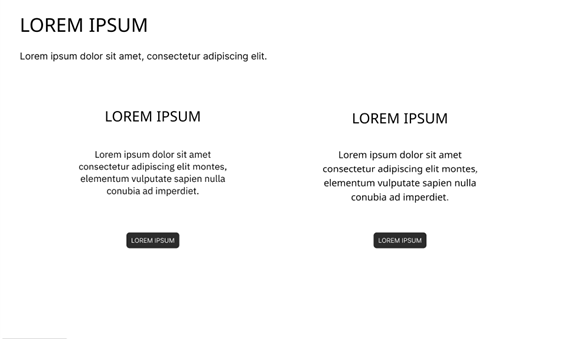 LOREM IPSUM
Lorem ipsum dolor sit amet, consectetur adipiscing elit.
LOREM IPSUM
Lorem ipsum dolor sit amet
consectetur adipiscing elit montes,
elementum vulputate sapien nulla
conubia ad imperdiet.
LOREM IPSUM
LOREM IPSUM
Lorem ipsum dolor sit amet
consectetur adipiscing elit montes,
elementum vulputate sapien nulla
conubia ad imperdiet.
LOREM IPSUM